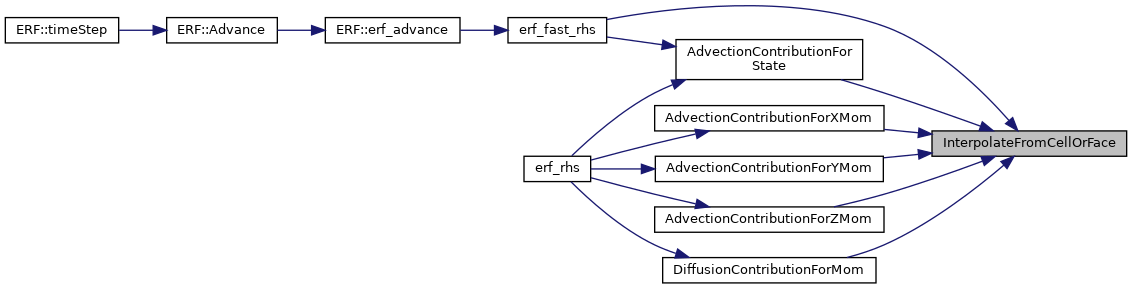 ERF::timeStep
ERF::Advance
ERF::erf_advance
erf_fast_rhs
AdvectionContributionFor
State
AdvectionContributionForXMom
InterpolateFromCellOrFace
erf_rhs
AdvectionContributionForYMom
AdvectionContributionForZMom
DiffusionContributionForMom